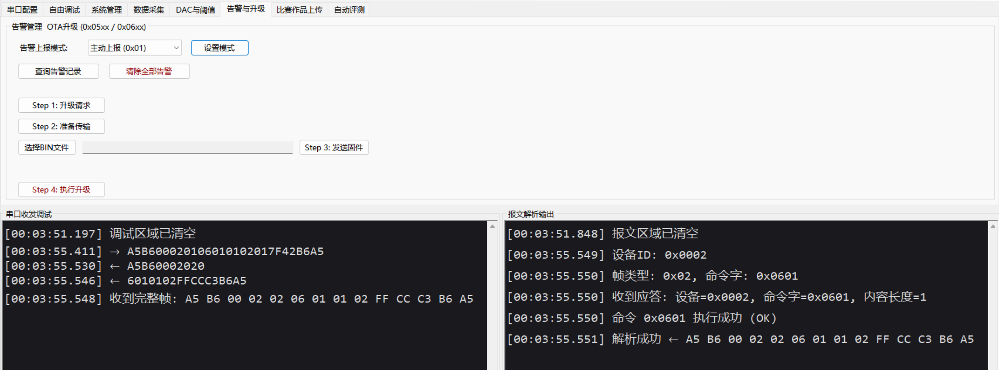 串口配置 自由调试 系统管理 数据采集 DAC与阈值 告警与升级 比赛作品上传 自动评测
告警管理 OTA升级 (0x05xx / 0x06xx)
告警上报模式: 主动上报 (0x01) 设置模式
查询告警记录 清除全部告警
Step 1: 升级请求
Step 2: 准备传输
选择BIN文件 Step 3: 发送固件
Step 4: 执行升级
串口收发调试
[00:03:51.197] 调试区域已清空
[00:03:55.411] → A5B600020106010102017F42B6A5
[00:03:55.530] ← A5B60002020
[00:03:55.546] ← 6010102FFCCC3B6A5
[00:03:55.548] 收到完整帧: A5 B6 00 02 02 06 01 01 02 FF CC C3 B6 A5
报文解析输出
[00:03:51.848] 报文区域已清空
[00:03:55.549] 设备ID: 0x0002
[00:03:55.550] 帧类型: 0x02, 命令字: 0x0601
[00:03:55.550] 收到应答: 设备=0x0002, 命令字=0x0601, 内容长度=1
[00:03:55.550] 命令 0x0601 执行成功 (OK)
[00:03:55.551] 解析成功 ← A5 B6 00 02 02 06 01 01 02 FF CC C3 B6 A5